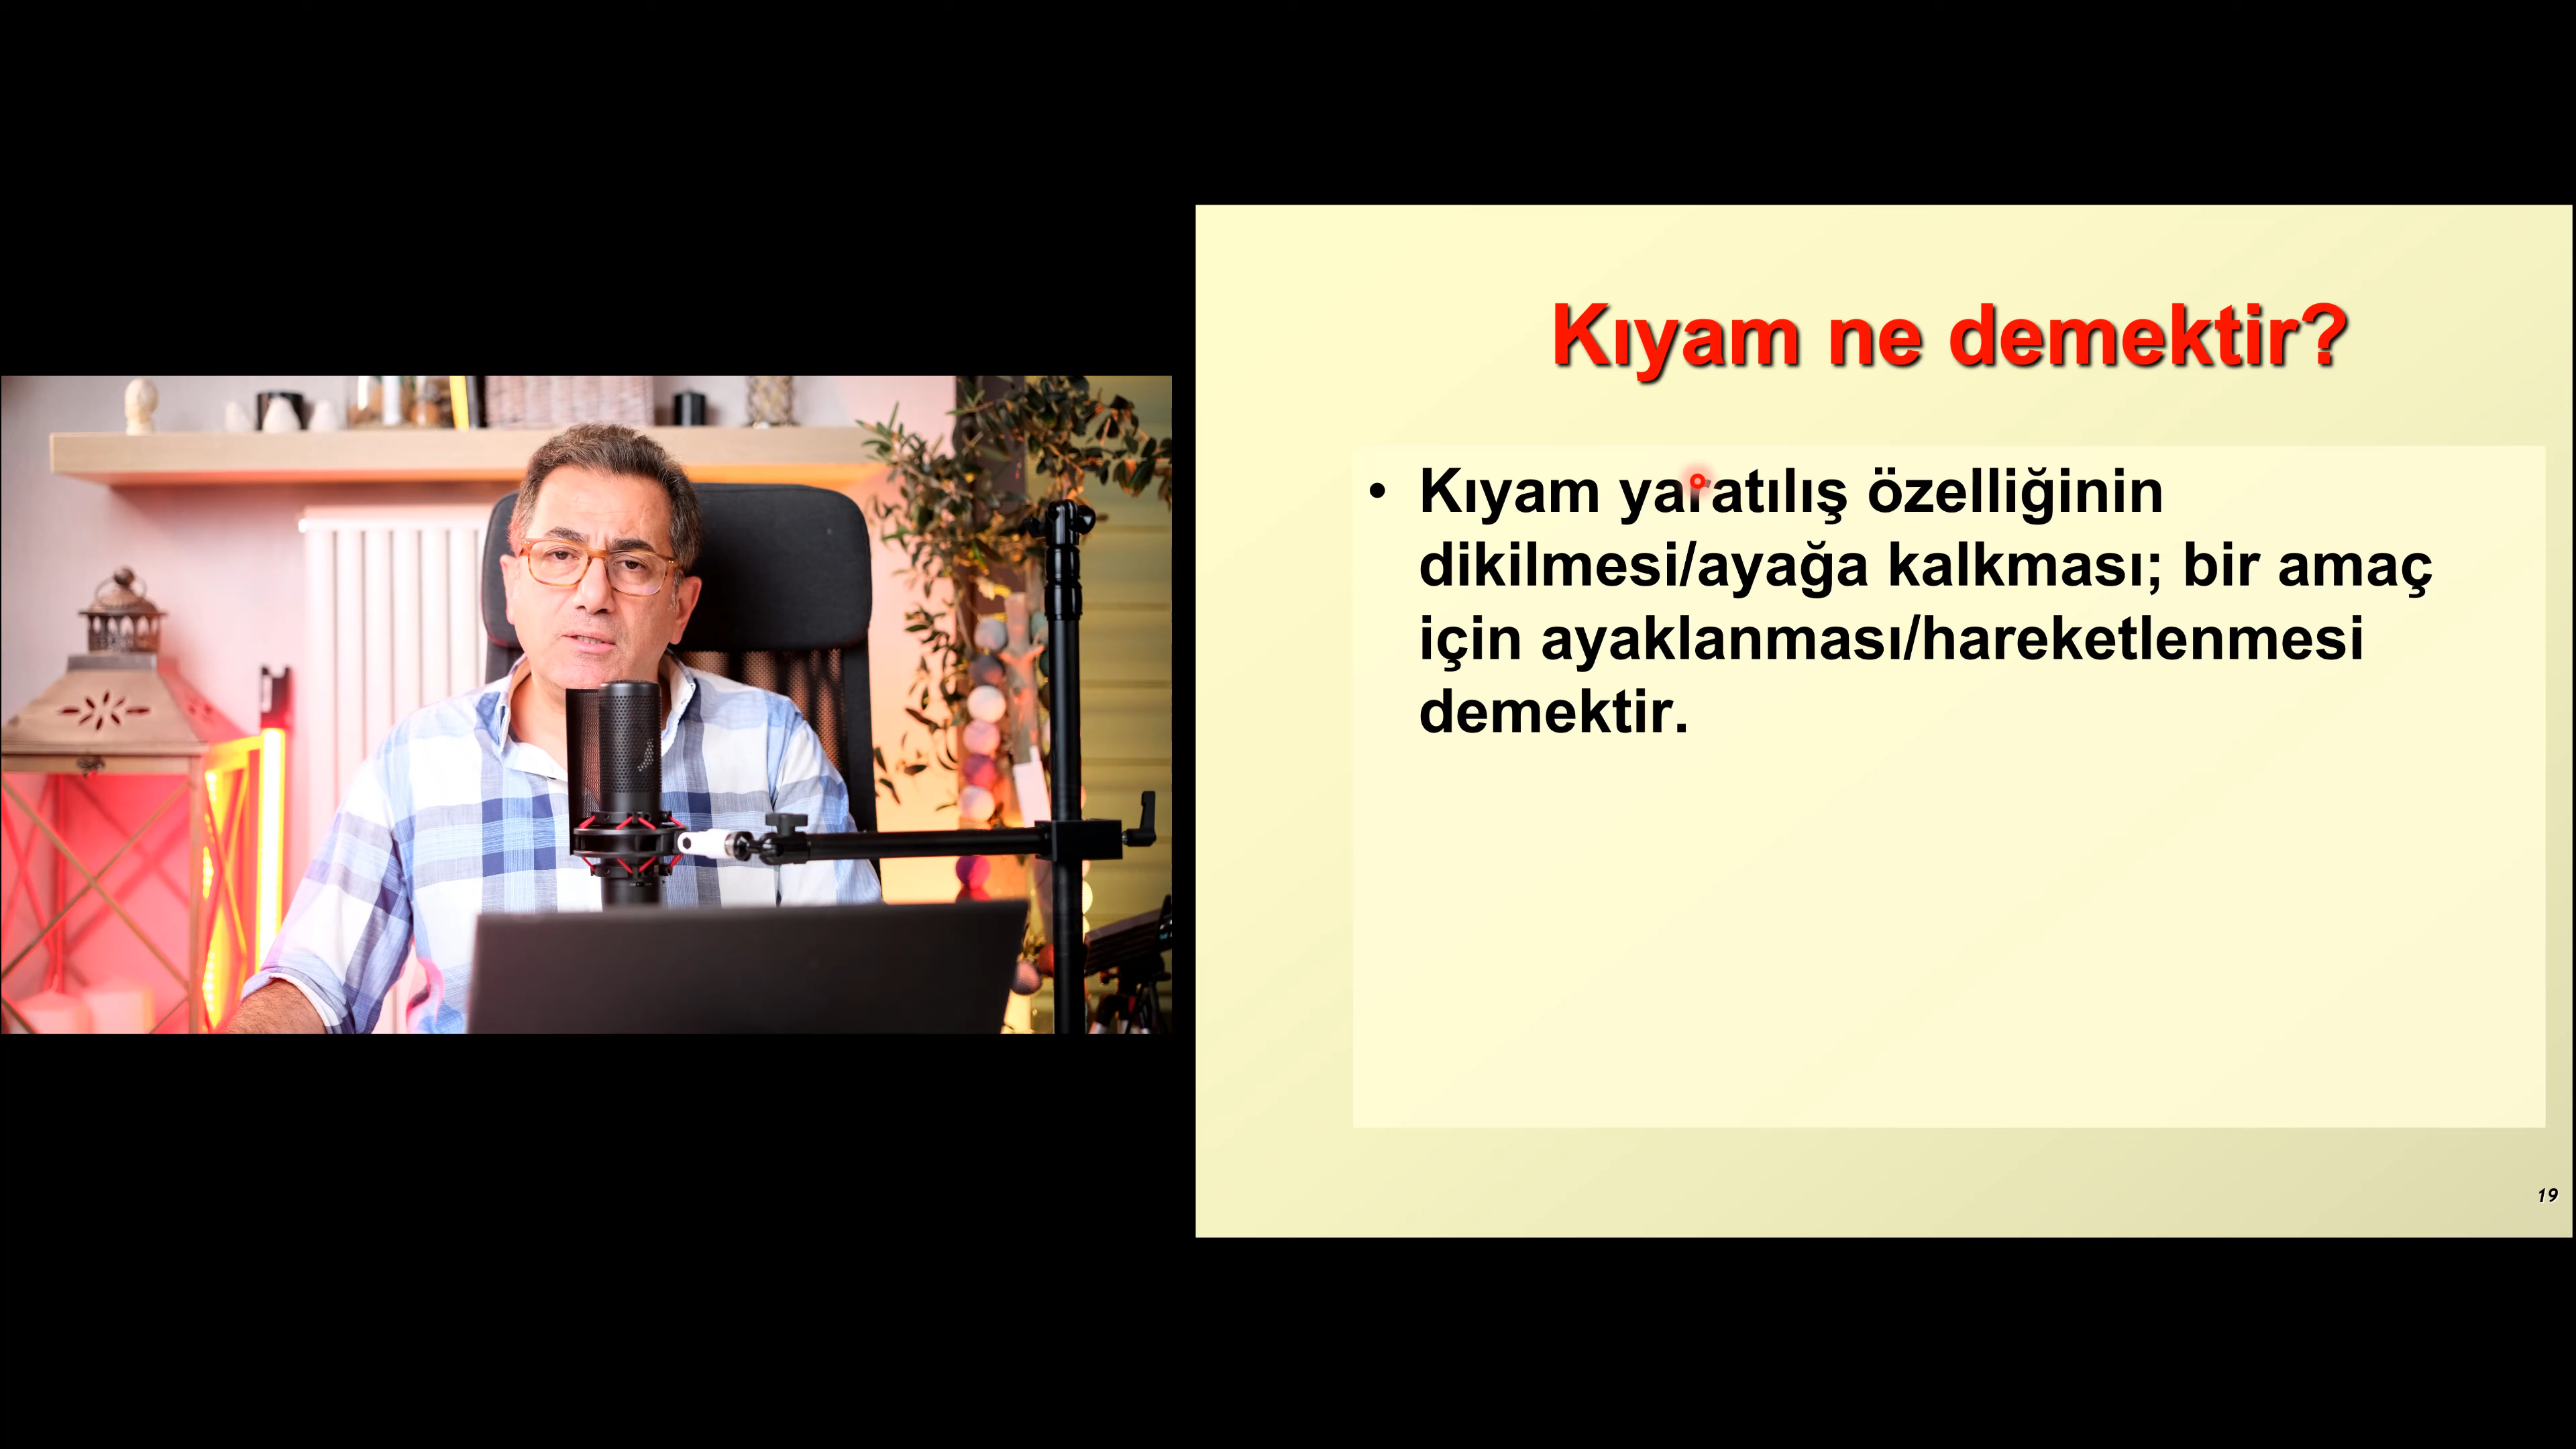 Kıyam ne demektir?
• Kıyam yaratılış özelliğinin
dikilmesi/ayağa kalkması; bir amaç
için ayaklanması/hareketlenmesi
demektir.
19